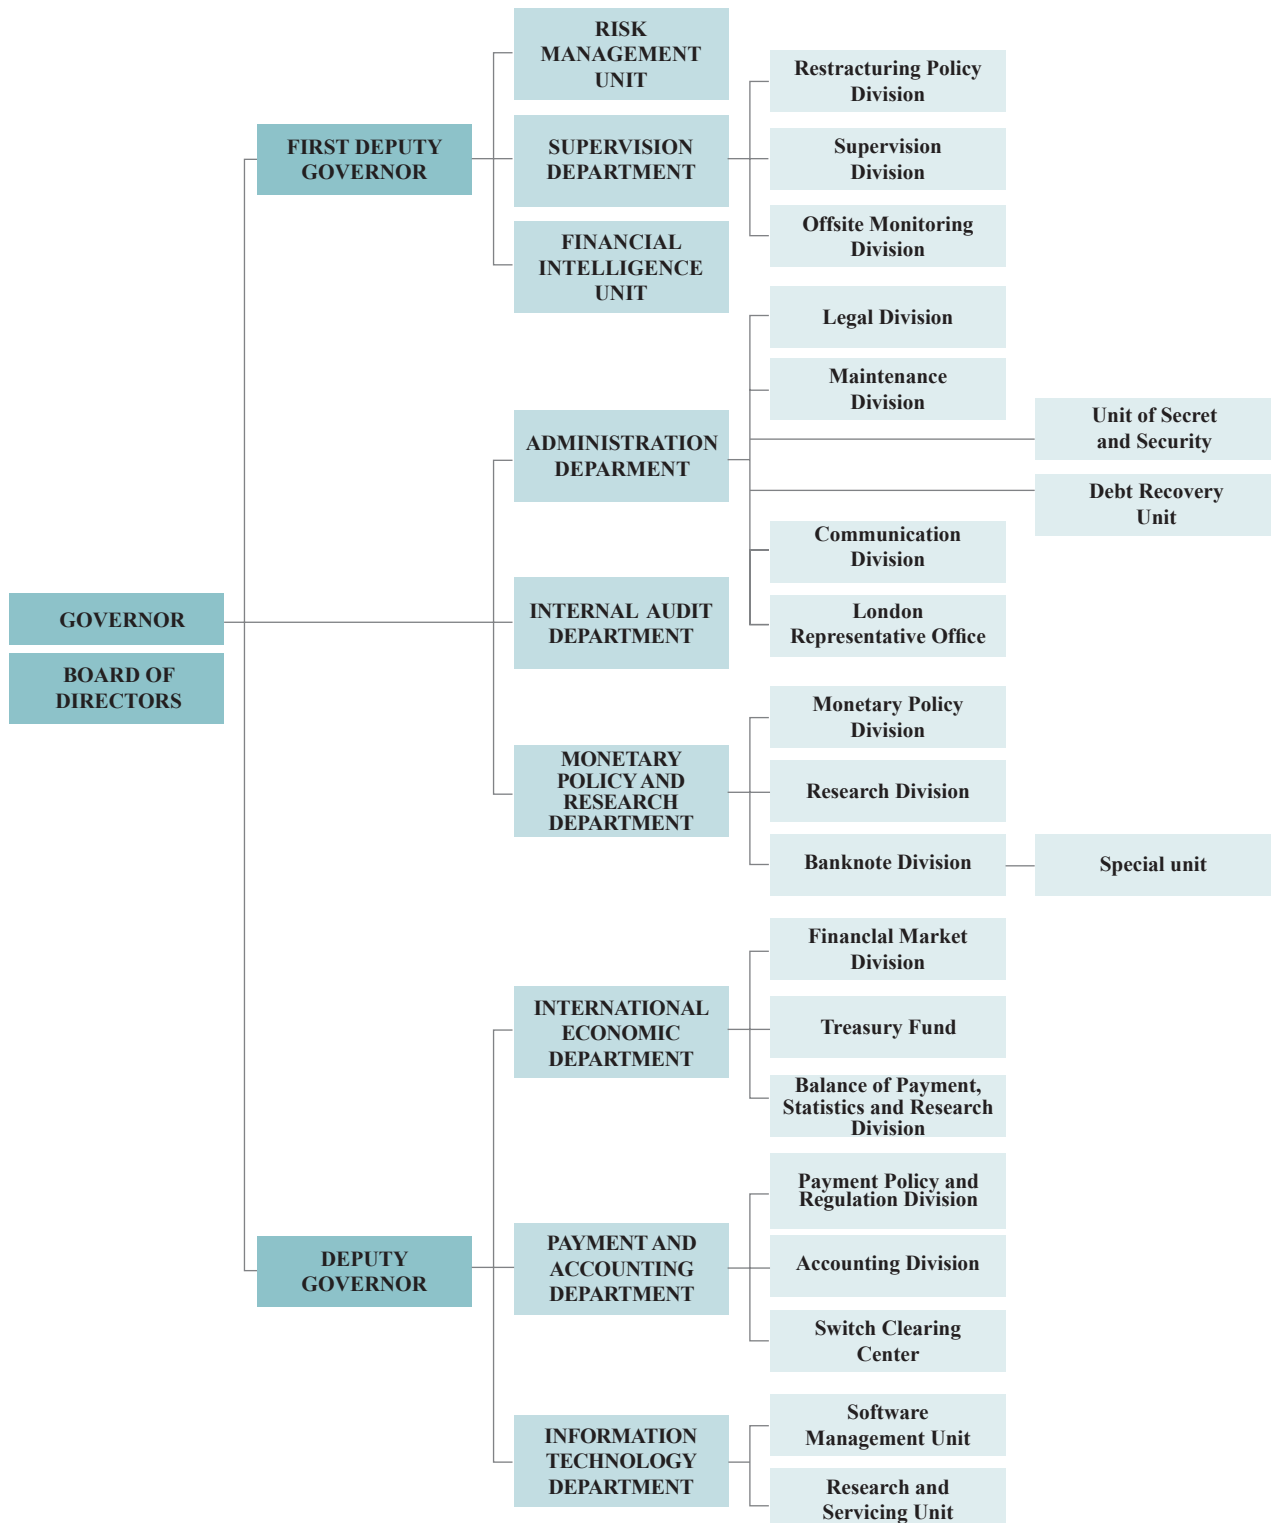 GOVERNOR
BOARD OF
DIRECTORS
FIRST DEPUTY
GOVERNOR
RISK
MANAGEMENT
UNIT
SUPERVISION
DEPARTMENT
Restracturing Policy
Division
Supervision
Division
Offsite Monitoring
Division
FINANCIAL
INTELLIGENCE
UNIT
ADMINISTRATION
DEPARMENT
Legal Division
Maintenance
Division
Unit of Secret
and Security
Debt Recovery
Unit
Communication
Division
London
Representative Office
INTERNAL AUDIT
DEPARTMENT
MONETARY
POLICY AND
RESEARCH
DEPARTMENT
Monetary Policy
Division
Research Division
Banknote Division
Special unit
DEPUTY
GOVERNOR
INTERNATIONAL
ECONOMIC
DEPARTMENT
Financlal Market
Division
Treasury Fund
Balance of Payment,
Statistics and Research
Division
PAYMENT AND
ACCOUNTING
DEPARTMENT
Payment Policy and
Regulation Division
Accounting Division
Switch Clearing
Center
INFORMATION
TECHNOLOGY
DEPARTMENT
Software
Management Unit
Research and
Servicing Unit